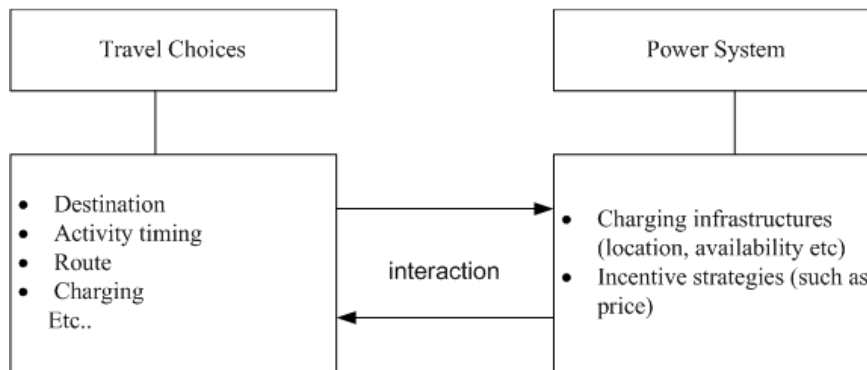 Travel Choices
Power System
• Destination
• Activity timing
• Route
• Charging
Etc..
interaction
• Charging infrastructures
(location, availability etc)
• Incentive strategies (such as
price)